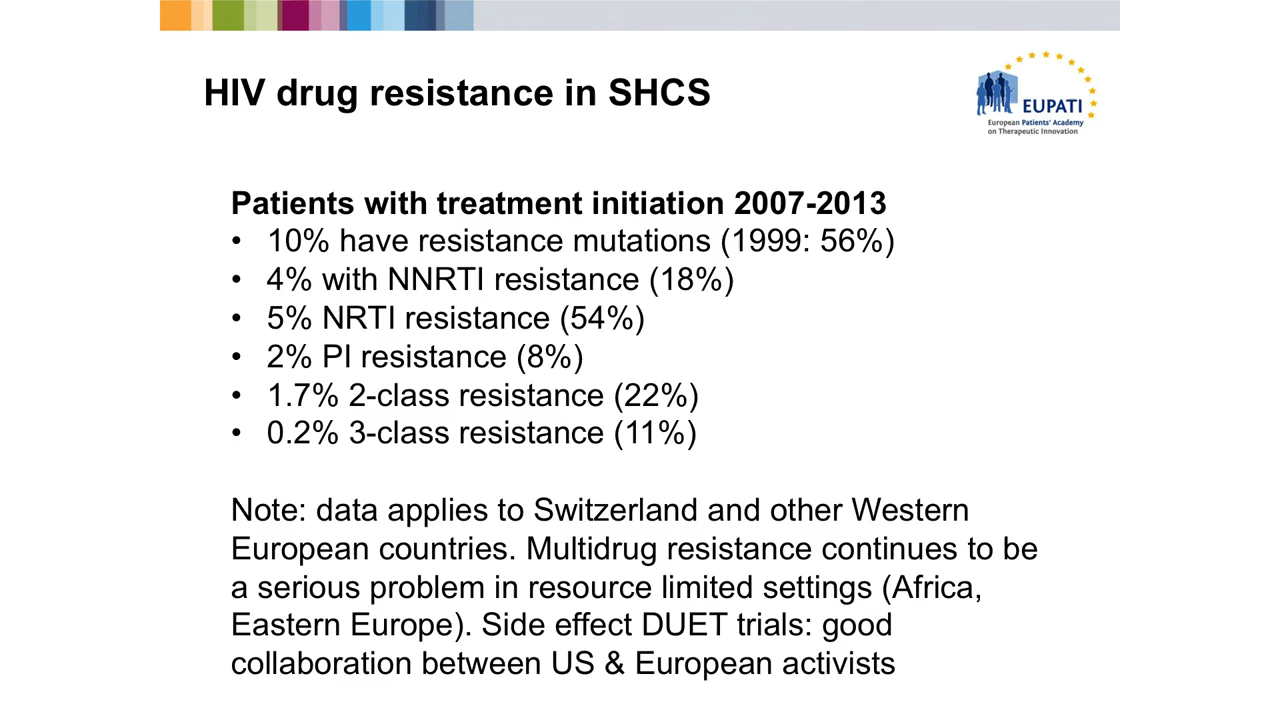 HIV drug resistance in SHCS
EUPATI
European Patients' Academy
on Therapeutic Innovation
Patients with treatment initiation 2007-2013
• 10% have resistance mutations (1999: 56%)
• 4% with NNRTI resistance (18%)
• 5% NRTI resistance (54%)
• 2% PI resistance (8%)
• 1.7% 2-class resistance (22%)
• 0.2% 3-class resistance (11%)
Note: data applies to Switzerland and other Western
European countries. Multidrug resistance continues to be
a serious problem in resource limited settings (Africa,
Eastern Europe). Side effect DUET trials: good
collaboration between US & European activists